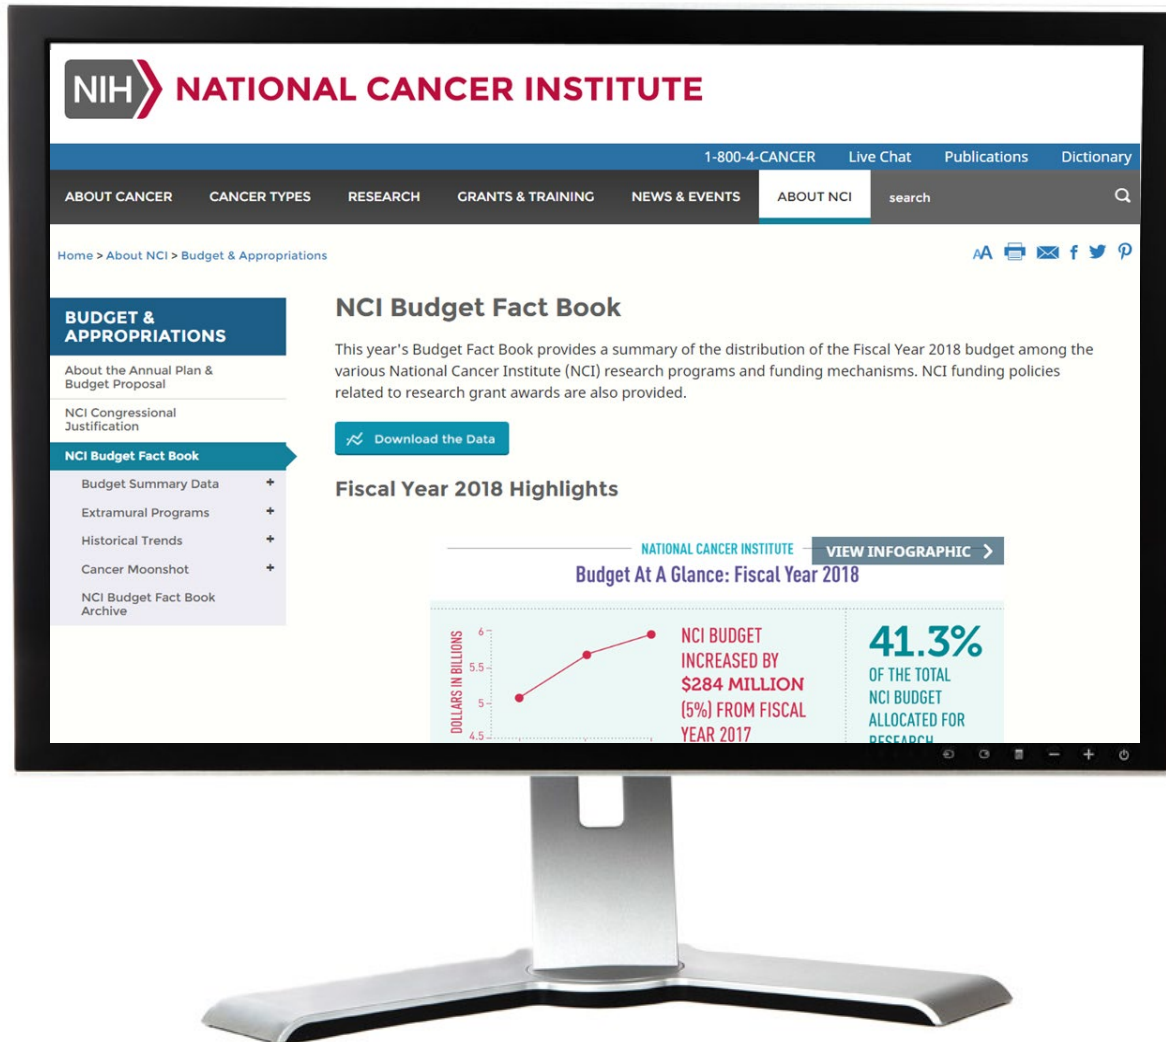 NIH NATIONAL CANCER INSTITUTE
1-800-4-CANCER Live Chat Publications Dictionary
ABOUT CANCER CANCER TYPES RESEARCH GRANTS & TRAINING NEWS & EVENTS ABOUT NCI search
Home > About NCI > Budget & Appropriations
AA
BUDGET &
APPROPRIATIONS
About the Annual Plan &
Budget Proposal
NCI Congressional
Justification
NCI Budget Fact Book
Budget Summary Data +
Extramural Programs +
Historical Trends +
Cancer Moonshot +
NCI Budget Fact Book
Archive
NCI Budget Fact Book
This year's Budget Fact Book provides a summary of the distribution of the Fiscal Year 2018 budget among the
various National Cancer Institute (NCI) research programs and funding mechanisms. NCI funding policies
related to research grant awards are also provided.
Download the Data
Fiscal Year 2018 Highlights
NATIONAL CANCER INSTITUTE
VIEW INFOGRAPHIC >
Budget At A Glance: Fiscal Year 2018
DOLLARS IN BILLIONS
6
5.5
5
4.5
NCI BUDGET
INCREASED BY
$284 MILLION
(5%) FROM FISCAL
YEAR 2017
41.3%
OF THE TOTAL
NCI BUDGET
ALLOCATED FOR
RESEARCH